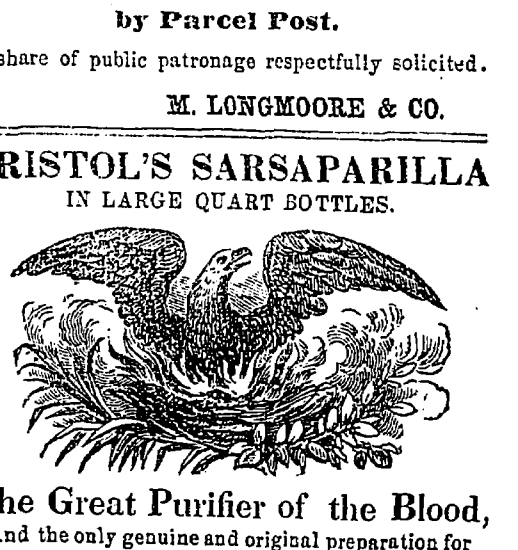 by Parcel Post.
share of public patronage respectfully solicited.
M. LONGMOORE & CO.
RISTOL'S SARSAPARILLA
IN LARGE QUART BOTTLES.
he Great Purifier of the Blood,
nd the only genuine and original preparation for